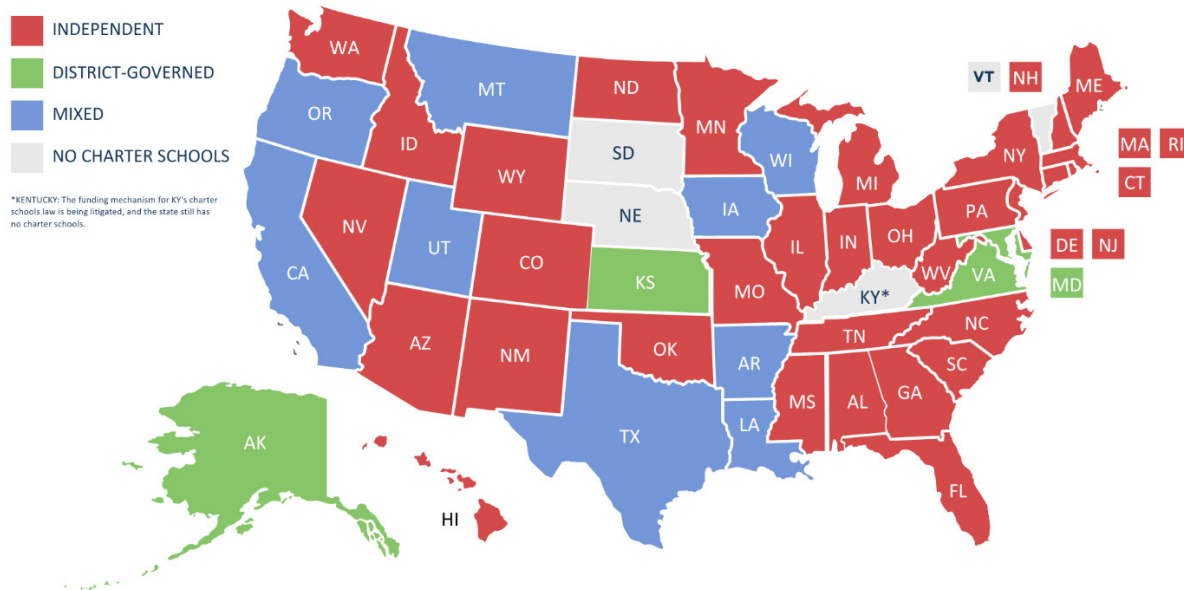 INDEPENDENT
DISTRICT-GOVERNED
MIXED
NO CHARTER SCHOOLS
*KENTUCKY: The funding mechanism for KY's charter
schools law is being litigated, and the state still has
no charter schools.
WA
MT
ND
MN
VT
NH
ME
OR
ID
SD
WI
MI
NY
MA
RI
CT
WY
NE
IA
PA
NV
UT
CO
IL
IN
OH
DE
NJ
CA
KS
MO
WV
VA
MD
KY*
AZ
NM
OK
AR
TN
NC
SC
MS
AL
GA
TX
LA
AK
FL
HI